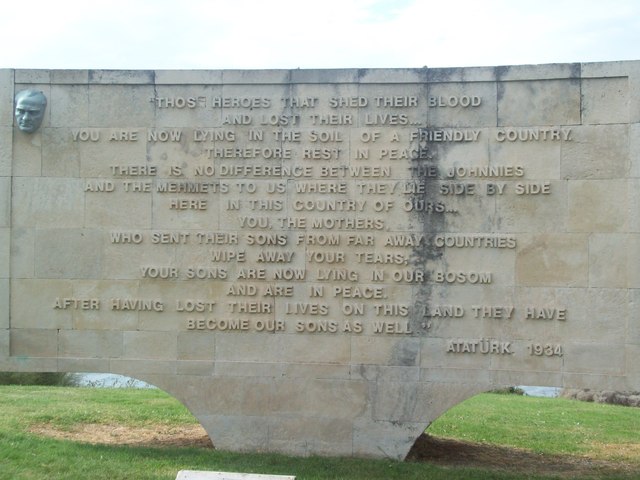 "THOS" HEROES THAT SHED THEIR BLOOD
AND LOST THEIR LIVES...
YOU ARE NOW LYING IN THE SOIL OF A FRIENDLY COUNTRY.
THEREFORE REST IN PEACE.
THERE IS NO DIFFERENCE BETWEEN THE JOHNNIES
AND THE MEHMETS TO US WHERE THEY LIE SIDE BY SIDE
HERE IN THIS COUNTRY OF OURS...
YOU, THE MOTHERS,
WHO SENT THEIR SONS FROM FAR AWAY COUNTRIES
WIPE AWAY YOUR TEARS,
YOUR SONS ARE NOW LYING IN OUR BOSOM
AND ARE IN PEACE.
AFTER HAVING LOST THEIR LIVES ON THIS LAND THEY HAVE
BECOME OUR SONS AS WELL"
ATATÜRK 1934